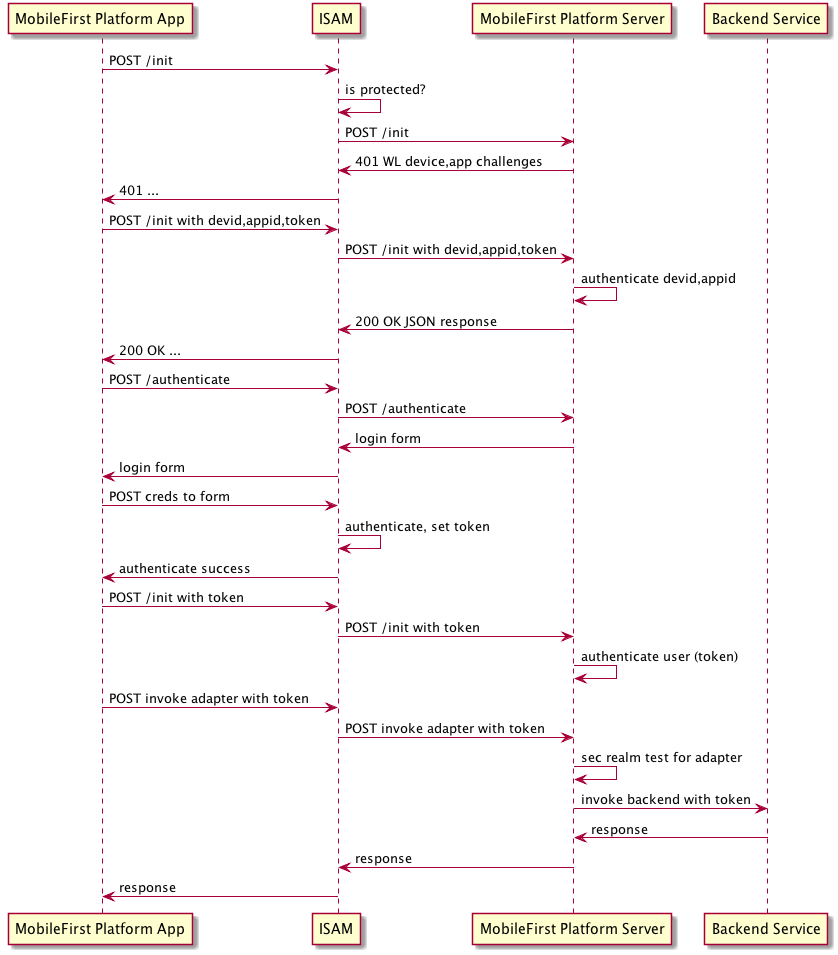 MobileFirst Platform App
ISAM
MobileFirst Platform Server
Backend Service
POST /init
is protected?
POST /init
401 WL device,app challenges
401 ...
POST /init with devid,appid,token
POST /init with devid,appid,token
authenticate devid,appid
200 OK JSON response
200 OK ...
POST /authenticate
POST /authenticate
login form
login form
POST creds to form
authenticate, set token
authenticate success
POST /init with token
POST /init with token
authenticate user (token)
POST invoke adapter with token
POST invoke adapter with token
sec realm test for adapter
invoke backend with token
response
response
response
MobileFirst Platform App
ISAM
MobileFirst Platform Server
Backend Service